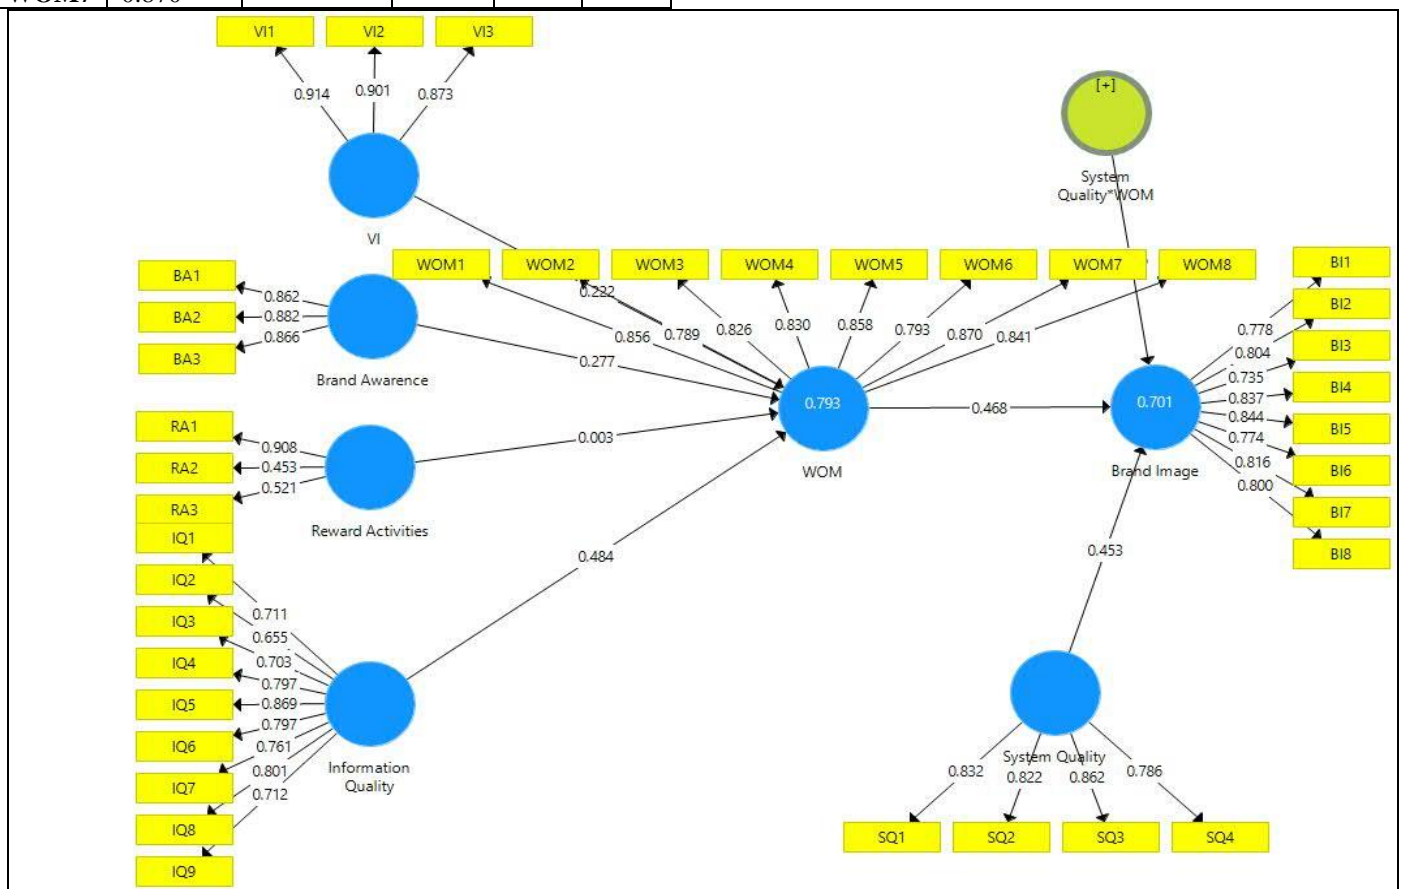 WOM7 0.870
VI1 VI2 VI3
0.914 0.901 0.873
VI
[+]
System
Quality*WOM
WOM1 WOM2 WOM3 WOM4 WOM5 WOM6 WOM7 WOM8
0.222
0.856 0.789 0.826 0.830 0.858 0.793 0.870 0.841
BA1
BA2
BA3
0.862
0.882
0.866
Brand Awarence
0.277
RA1
RA2
RA3
0.908
0.453
0.521
Reward Activities
0.003
0.793
WOM
0.468
0.701
Brand Image
BI1
BI2
BI3
BI4
BI5
BI6
BI7
BI8
0.778
0.804
0.735
0.837
0.844
0.774
0.816
0.800
IQ1
IQ2
IQ3
IQ4
IQ5
IQ6
IQ7
IQ8
IQ9
0.711
0.655
0.703
0.797
0.869
0.797
0.761
0.801
0.712
Information
Quality
0.484
0.453
System Quality
0.832 0.822 0.862 0.786
SQ1 SQ2 SQ3 SQ4